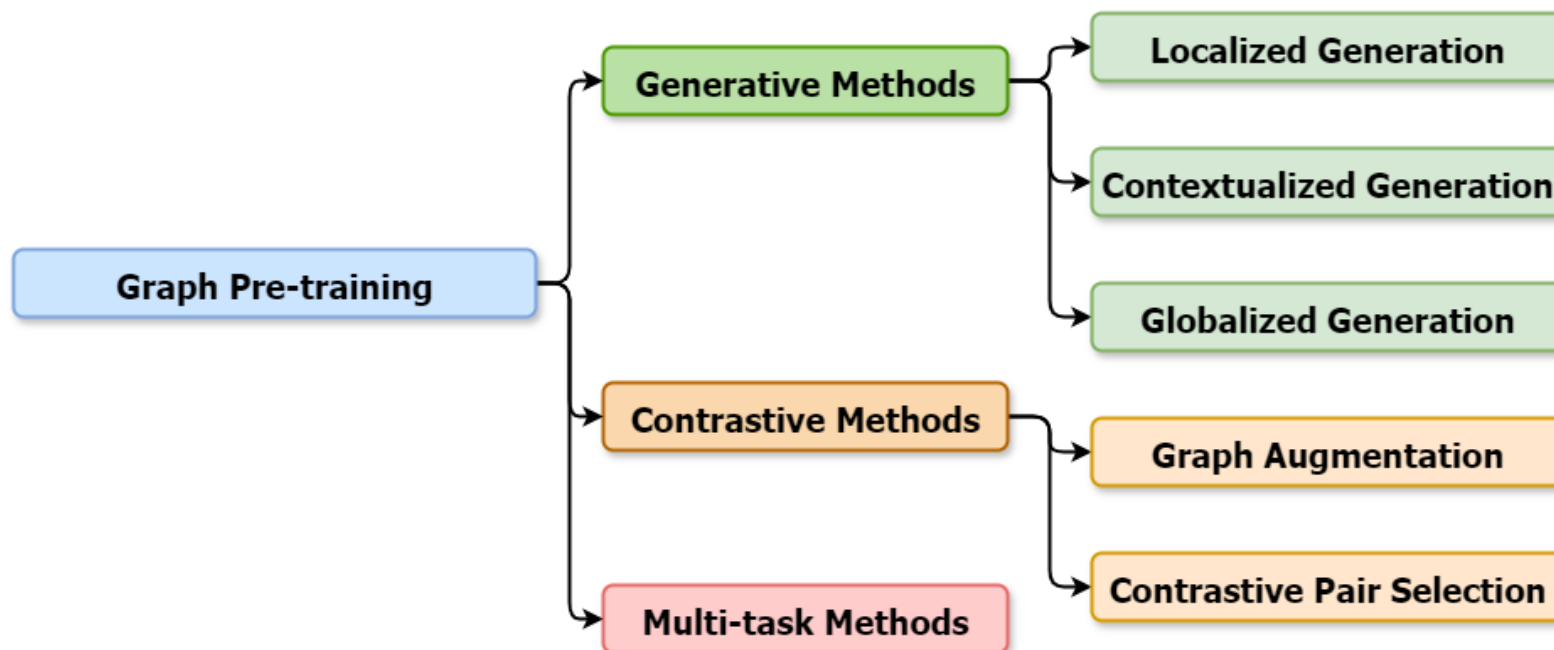 Graph Pre-training
Generative Methods
Localized Generation
Contextualized Generation
Globalized Generation
Contrastive Methods
Graph Augmentation
Contrastive Pair Selection
Multi-task Methods